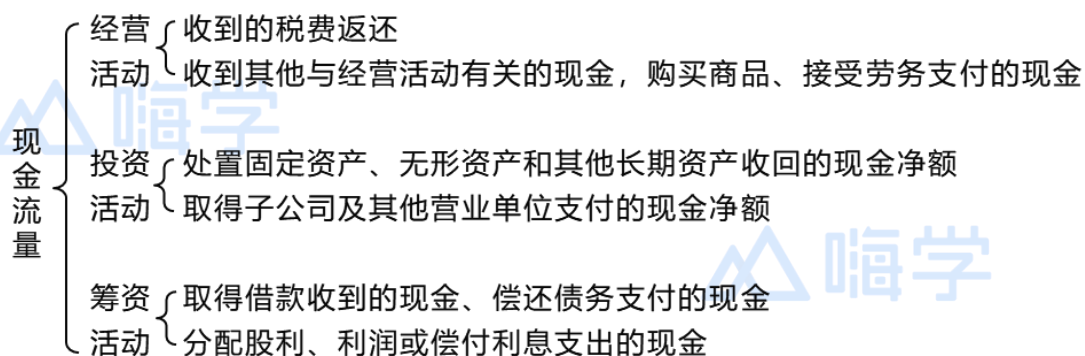 现金流量
经营活动
收到的税费返还
收到其他与经营活动有关的现金，购买商品、接受劳务支付的现金
投资活动
处置固定资产、无形资产和其他长期资产收回的现金净额
取得子公司及其他营业单位支付的现金净额
筹资活动
取得借款收到的现金、偿还债务支付的现金
分配股利、利润或偿付利息支出的现金
嗨学
嗨学